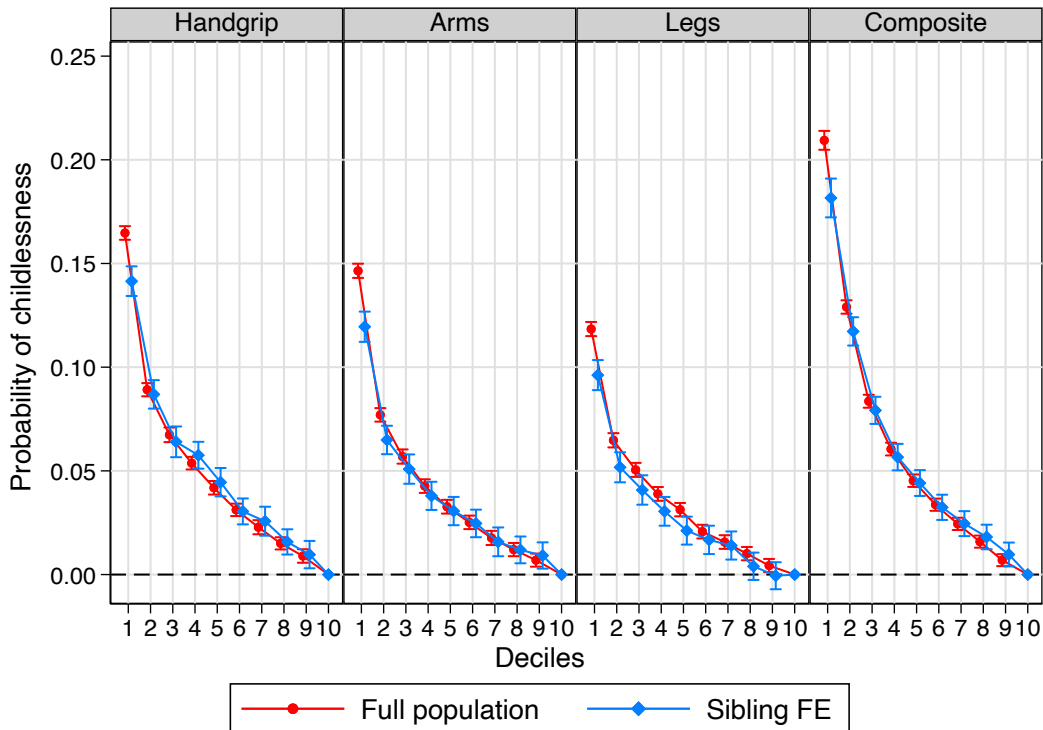 Handgrip Arms Legs Composite
Probability of childlessness
0.25
0.20
0.15
0.10
0.05
0.00
1 2 3 4 5 6 7 8 9 10 1 2 3 4 5 6 7 8 9 10 1 2 3 4 5 6 7 8 9 10 1 2 3 4 5 6 7 8 9 10
Deciles
Full population Sibling FE